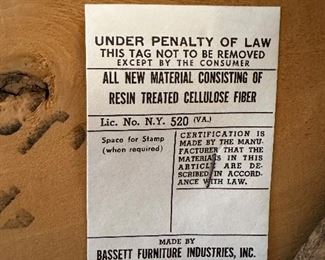 UNDER PENALTY OF LAW
THIS TAG NOT TO BE REMOVED
EXCEPT BY THE CONSUMER
ALL NEW MATERIAL CONSISTING OF
RESIN TREATED CELLULOSE FIBER
Lic. No. N.Y. 520 (VA.)
Space for Stamp
(when required)
CERTIFICATION IS
MADE BY THE MANU-
FACTURER THAT THE
MATERIALS IN THIS
ARTICLE ARE DE-
SCRIBED IN ACCORD-
ANCE WITH LAW.
MADE BY
BASSETT FURNITURE INDUSTRIES, INC.